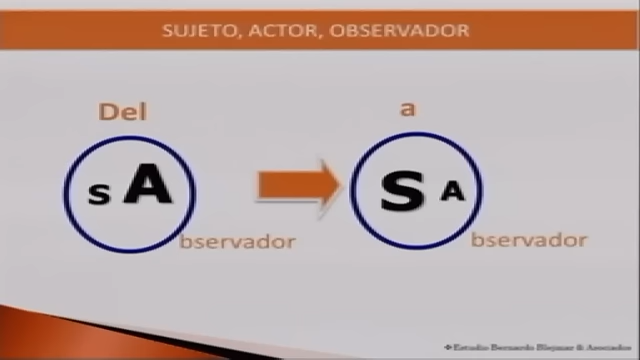 SUJETO, ACTOR, OBSERVADOR
Del
a
S A
S A
bservador
bservador
Estudio Bernardo Blejmar & Asociados